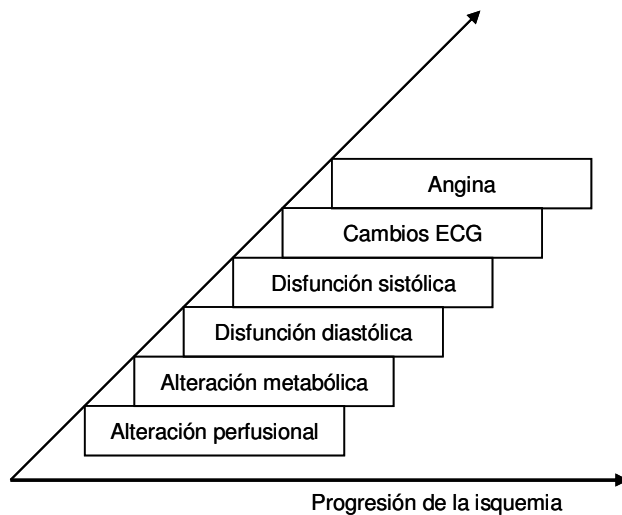 Angina
Cambios ECG
Disfunción sistólica
Disfunción diastólica
Alteración metabólica
Alteración perfusional
Progresión de la isquemia